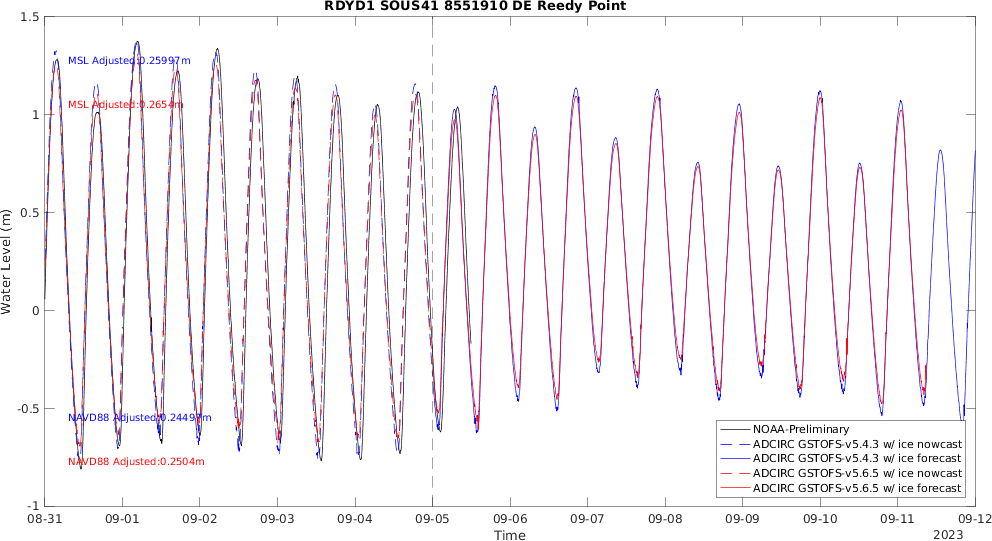 RDYD1 SOUS41 8551910 DE Reedy Point
1.5
1
0.5
0
-0.5
-1
Water Level (m)
MSL Adjusted:0.25997m
MSL Adjusted:0.2654m
NAVD88 Adjusted:0.24497m
NAVD88 Adjusted:0.2504m
NOAA-Preliminary
ADCIRC GSTOFS-v5.4.3 w/ ice nowcast
ADCIRC GSTOFS-v5.4.3 w/ ice forecast
ADCIRC GSTOFS-v5.6.5 w/ ice nowcast
ADCIRC GSTOFS-v5.6.5 w/ ice forecast
08-31 09-01 09-02 09-03 09-04 09-05 09-06 09-07 09-08 09-09 09-10 09-11 09-12
Time
2023